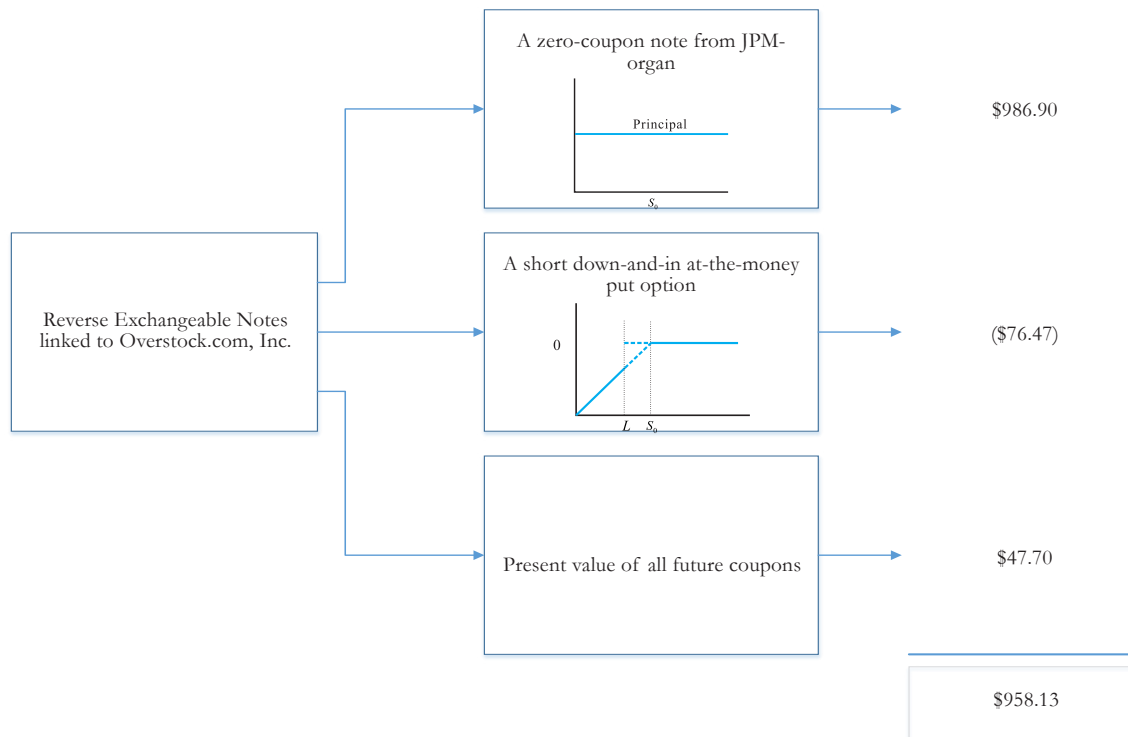 A zero-coupon note from JPM-
organ
Principal
S₀
$986.90
Reverse Exchangeable Notes
linked to Overstock.com, Inc.
A short down-and-in at-the-money
put option
0
L S₀
($76.47)
Present value of all future coupons
$47.70
$958.13